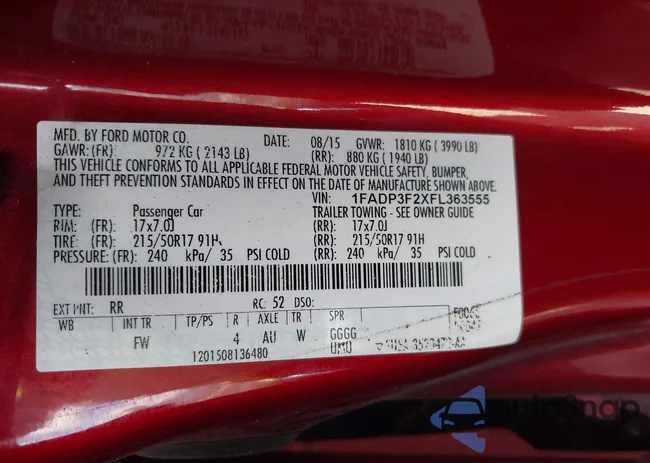 MFD. BY FORD MOTOR CO. DATE: 08/15 GVWR: 1810 KG ( 3990 LB)
GAWR: (FR) 972 KG ( 2143 LB) (RR): 880 KG ( 1940 LB)
THIS VEHICLE CONFORMS TO ALL APPLICABLE FEDERAL MOTOR VEHICLE SAFETY, BUMPER,
AND THEFT PREVENTION STANDARDS IN EFFECT ON THE DATE OF MANUFACTURE SHOWN ABOVE.
VIN: 1FADP3F2XFL363555
TYPE: Passenger Car TRAILER TOWING - SEE OWNER GUIDE
RIM: (FR): 17x7.0J (RR): 17x7.0J
TIRE: (FR): 215/50R17 91H (RR): 215/50R17 91H
PRESSURE: (FR): 240 kPa/ 35 PSI COLD (RR): 240 kPa/ 35 PSI COLD
EXT PNT: RR RC: 52 DSO:
WB INT TR TP/PS R AXLE TR SPR
FW 4 AU W GGGG
UMU
1201508136480
autosnap